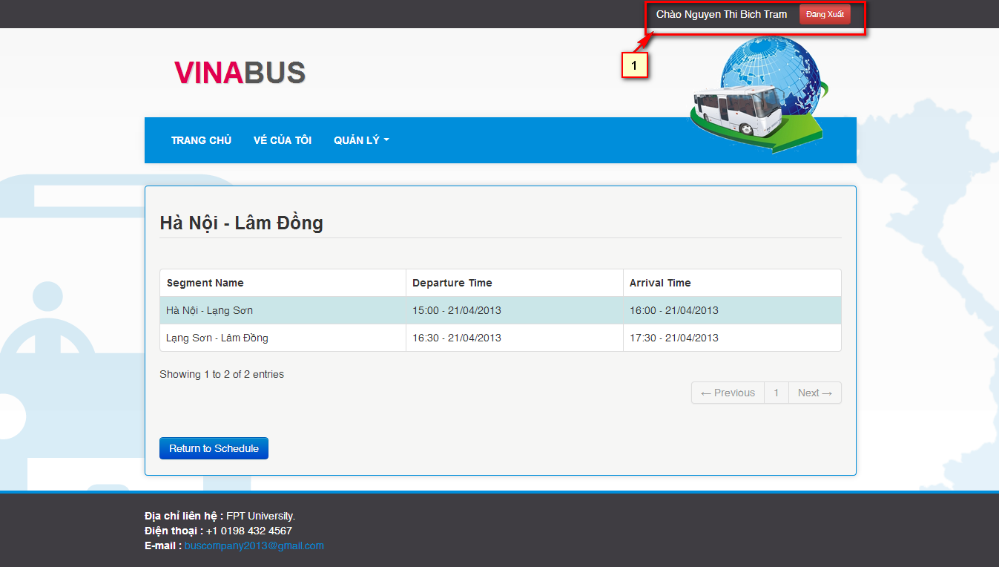 Chào Nguyen Thi Bich Tram Đăng Xuất
1
VINABUS
TRANG CHỦ VÉ CỦA TÔI QUẢN LÝ
Hà Nội - Lâm Đồng
Segment Name Departure Time Arrival Time
Hà Nội - Lạng Sơn 15:00 - 21/04/2013 16:00 - 21/04/2013
Lạng Sơn - Lâm Đồng 16:30 - 21/04/2013 17:30 - 21/04/2013
Showing 1 to 2 of 2 entries
← Previous 1 Next →
Return to Schedule
Địa chỉ liên hệ : FPT University.
Điện thoại : +1 0198 432 4567
E-mail : buscompany2013@gmail.com